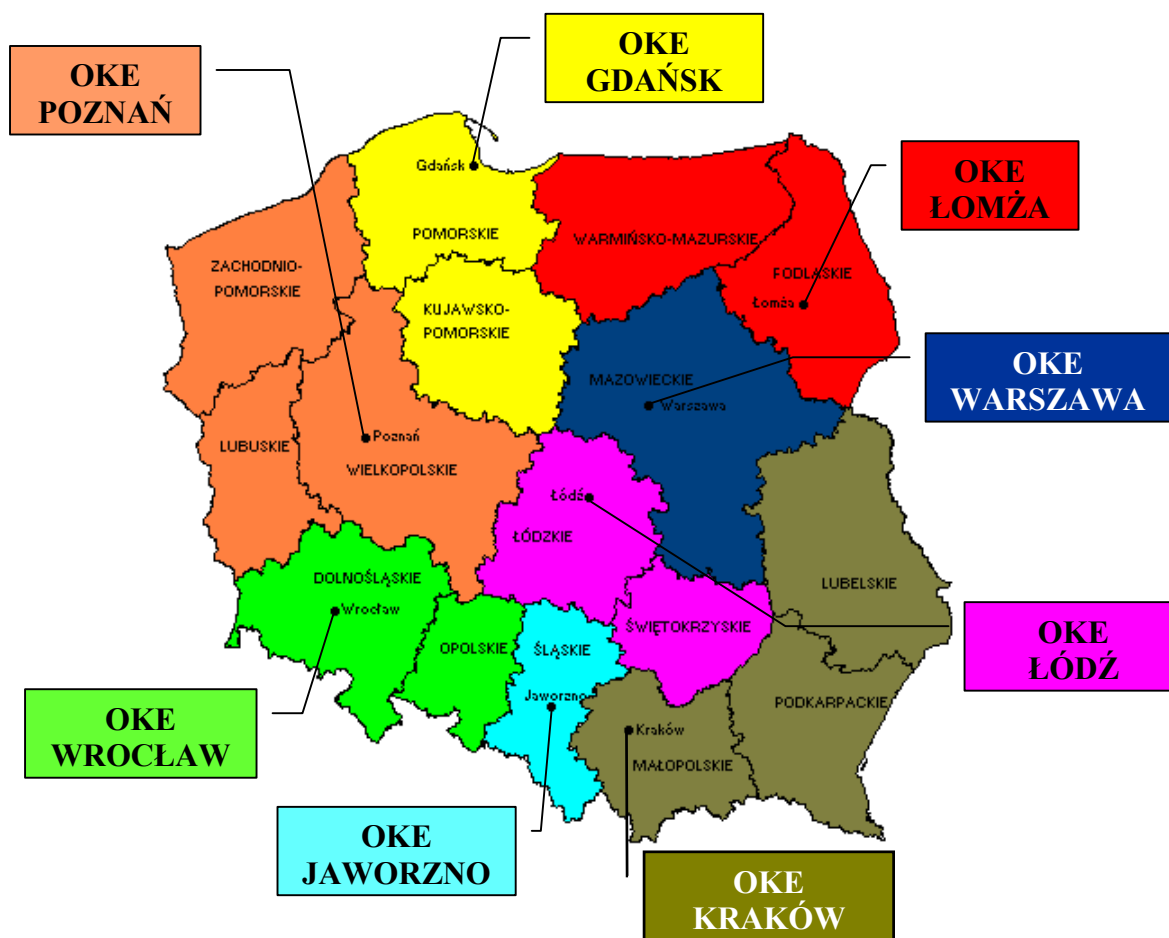 OKE
GDAŃSK
OKE
POZNAŃ
Gdańsk
OKE
ŁOMŻA
POMORSKIE
WARMIŃSKO-MAZURSKIE
ZACHODNIO-
POMORSKIE
PODLASKIE
Łomża
KUJAWSKO-
POMORSKIE
OKE
WARSZAWA
MAZOWIECKIE
Warszawa
Poznań
LUBUSKIE
WIELKOPOLSKIE
Łódź
ŁÓDZKIE
DOLNOŚLĄSKIE
Wrocław
LUBELSKIE
ŚWIĘTOKRZYSKIE
OPOLSKIE
ŚLĄSKIE
OKE
ŁÓDŹ
Jaworzno
PODKARPACKIE
OKE
WROCŁAW
Kraków
MAŁOPOLSKIE
OKE
JAWORZNO
OKE
KRAKÓW